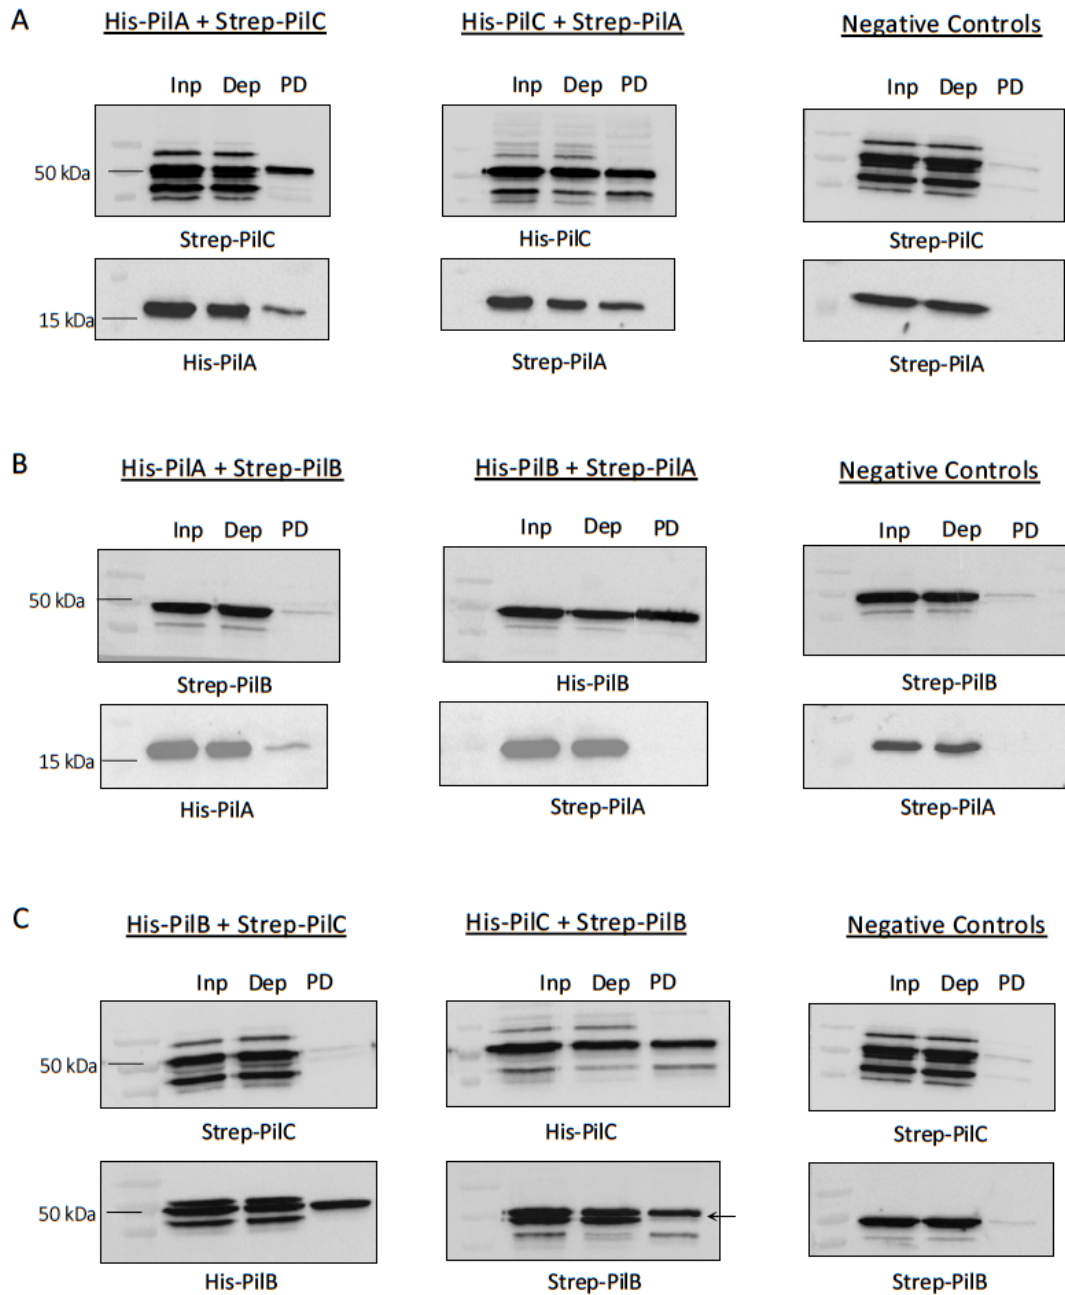 A
His-PilA + Strep-PilC
His-PilC + Strep-PilA
Negative Controls
Inp Dep PD
Inp Dep PD
Inp Dep PD
50 kDa
Strep-PilC
His-PilC
Strep-PilC
15 kDa
His-PilA
Strep-PilA
Strep-PilA
B
His-PilA + Strep-PilB
His-PilB + Strep-PilA
Negative Controls
Inp Dep PD
Inp Dep PD
Inp Dep PD
50 kDa
Strep-PilB
His-PilB
Strep-PilB
15 kDa
His-PilA
Strep-PilA
Strep-PilA
C
His-PilB + Strep-PilC
His-PilC + Strep-PilB
Negative Controls
Inp Dep PD
Inp Dep PD
Inp Dep PD
50 kDa
Strep-PilC
His-PilC
Strep-PilC
50 kDa
His-PilB
Strep-PilB
Strep-PilB